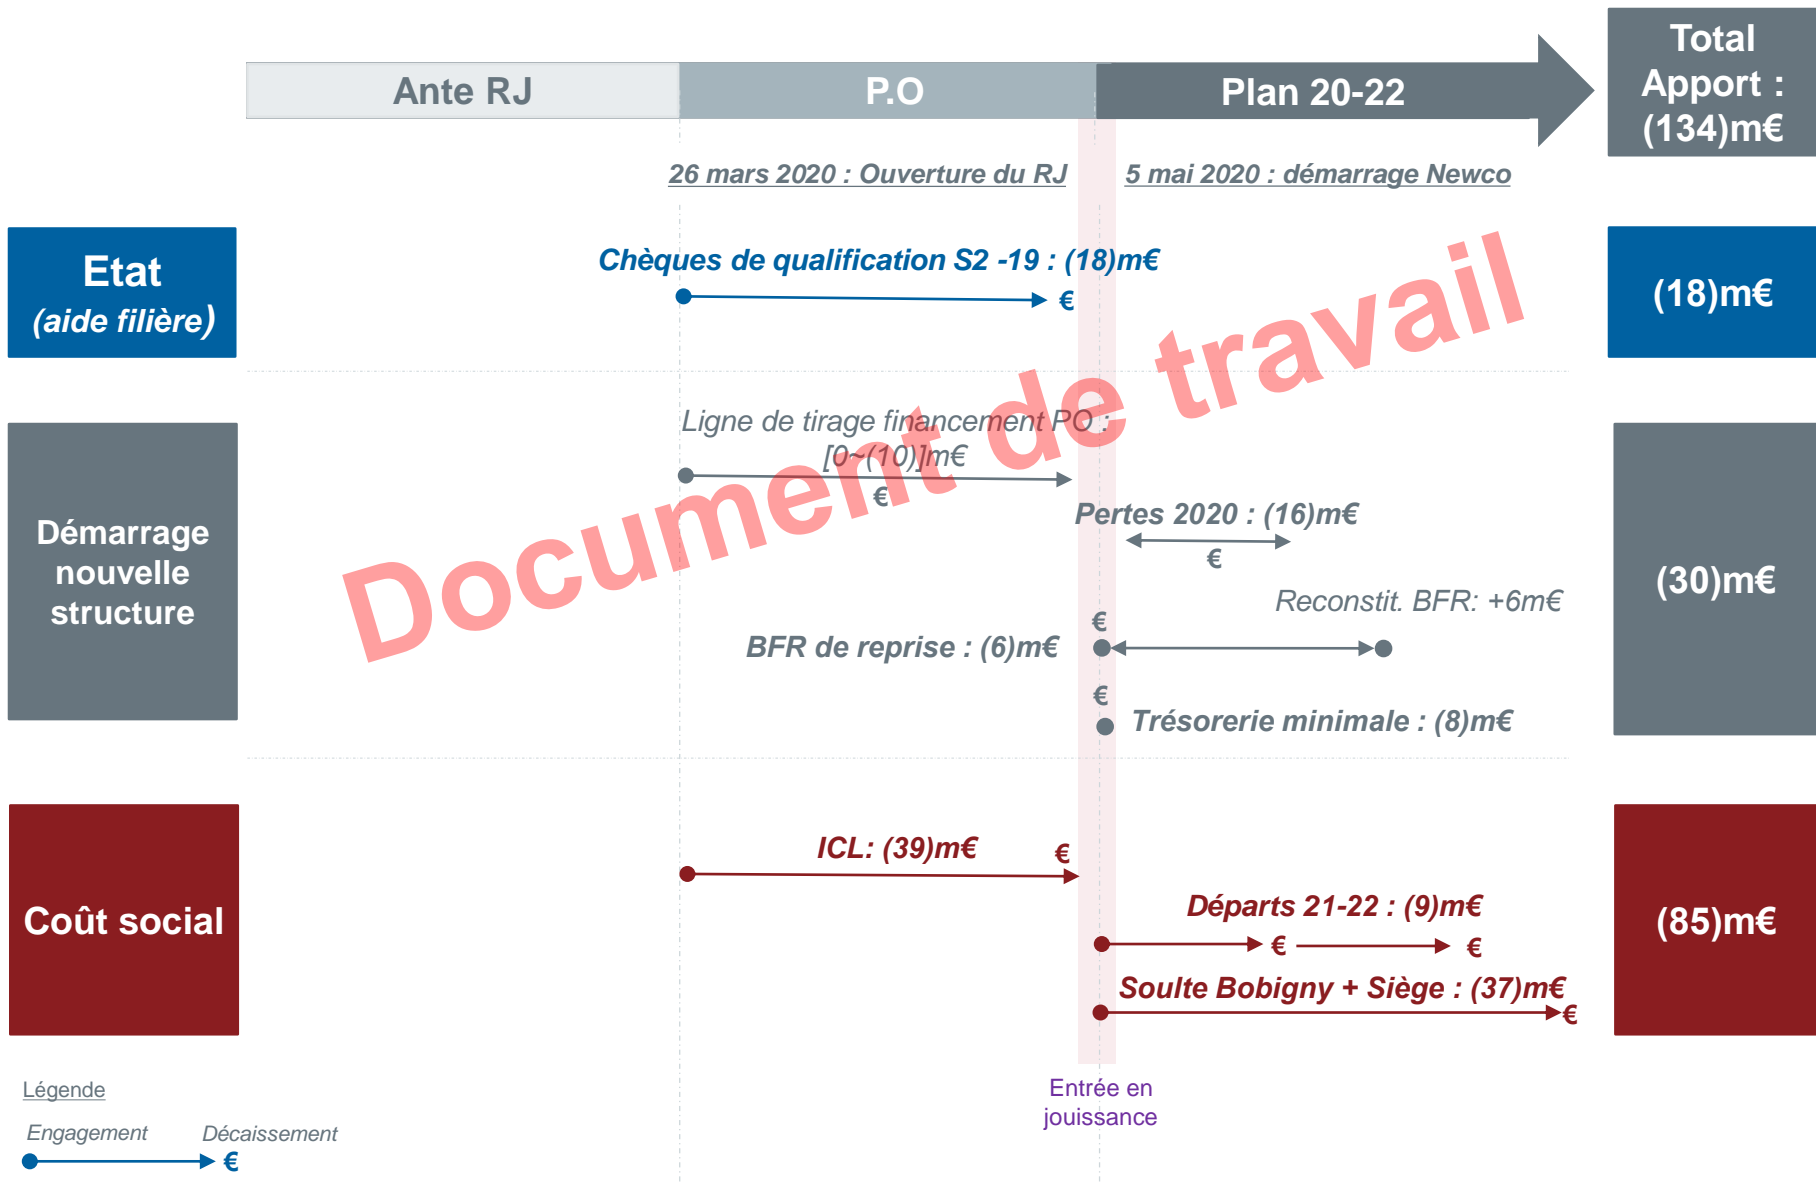 Total
Apport :
(134)m€
Ante RJ
P.O
Plan 20-22
26 mars 2020 : Ouverture du RJ
5 mai 2020 : démarrage Newco
Etat
(aide filière)
Chèques de qualification S2 -19 : (18)m€
€
(18)m€
Document de travail
Démarrage
nouvelle
structure
Ligne de tirage financement PO :
[0~(10)]m€
€
Pertes 2020 : (16)m€
€
Reconstit. BFR: +6m€
€
BFR de reprise : (6)m€
€
Trésorerie minimale : (8)m€
(30)m€
Coût social
ICL: (39)m€
€
Départs 21-22 : (9)m€
€
€
Soulte Bobigny + Siège : (37)m€
€
(85)m€
Entrée en
jouissance
Légende
Engagement
Décaissement
€